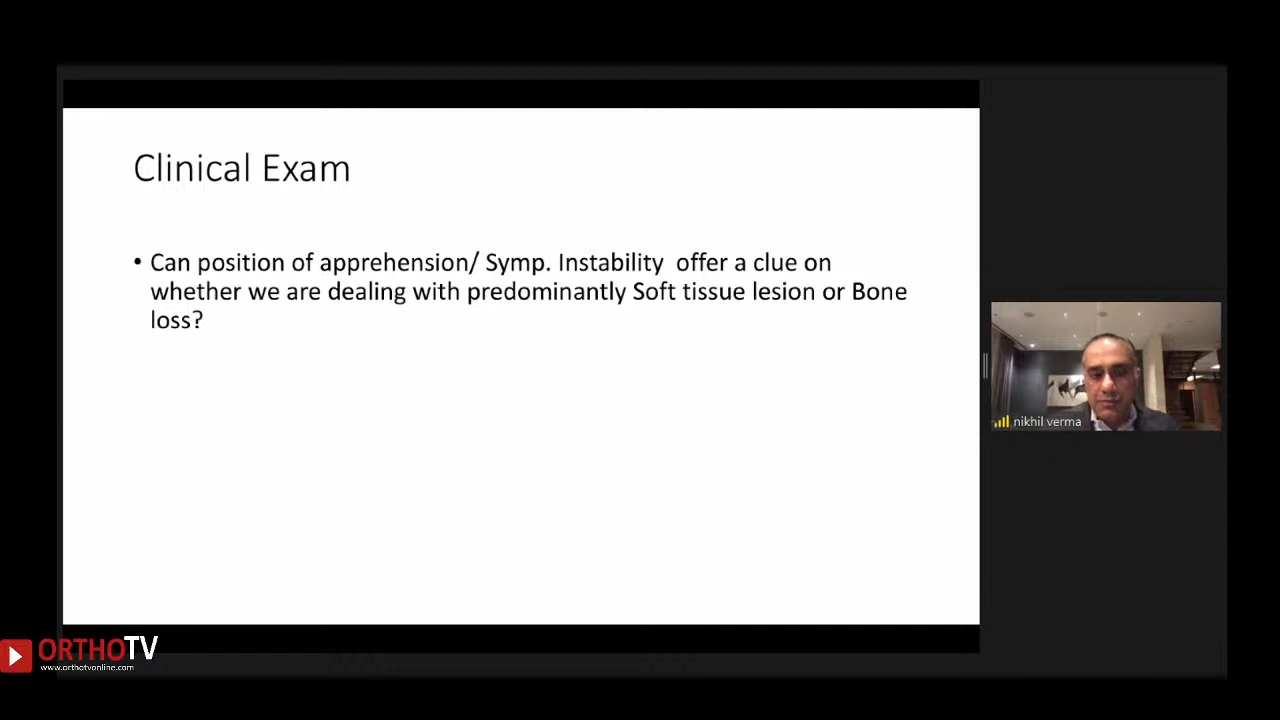 Clinical Exam
• Can position of apprehension/ Symp. Instability offer a clue on
whether we are dealing with predominantly Soft tissue lesion or Bone
loss?
nikhil verma
ORTHOTV
www.orthotvonline.com